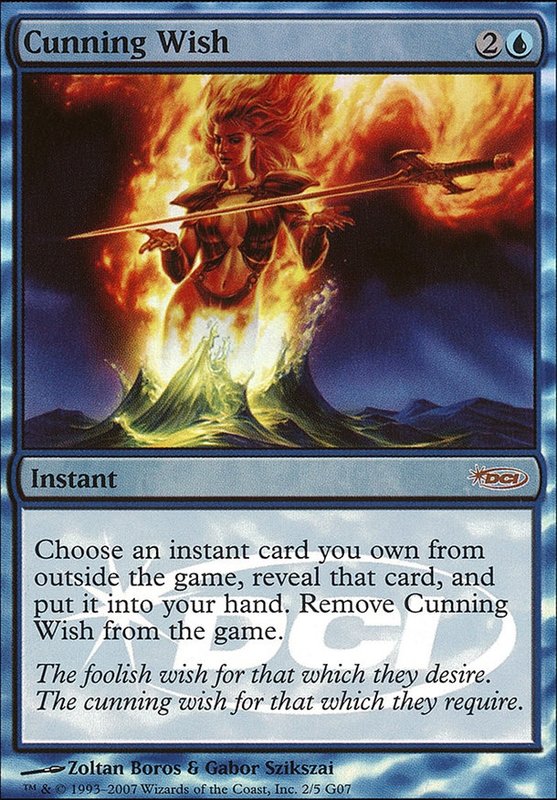 Cunning Wish
2
Instant
DCI
Choose an instant card you own from
outside the game, reveal that card, and
put it into your hand. Remove Cunning
Wish from the game.
DCI
The foolish wish for that which they desire.
The cunning wish for that which they require.
Zoltan Boros & Gabor Szikszai
™ & © 1993–2007 Wizards of the Coast, Inc. 2/5 G07